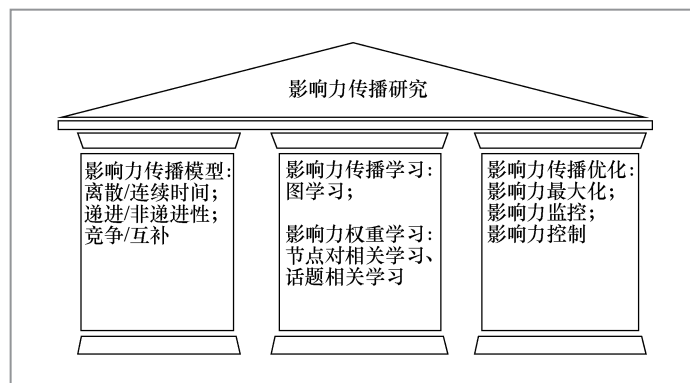 影响力传播研究
影响力传播模型：
离散/连续时间；
递进/非递进性；
竞争/互补
影响力传播学习：
图学习；
影响力权重学习：
节点对相关学习、
话题相关学习
影响力传播优化：
影响力最大化；
影响力监控；
影响力控制